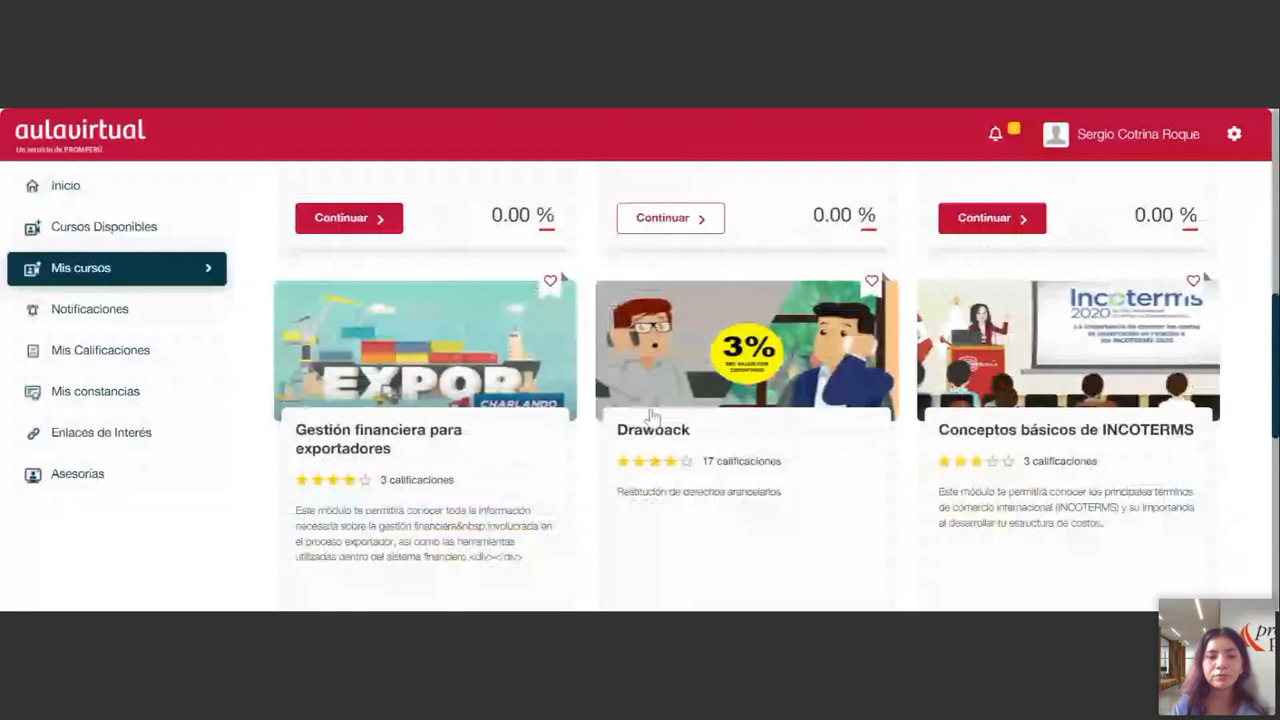 aulavirtual
Un servicio de PROMPERÚ
Sergio Cotrina Roque
Inicio
Cursos Disponibles
Mis cursos
Notificaciones
Mis Calificaciones
Mis constancias
Enlaces de Interés
Asesorías
Continuar
0.00 %
Continuar
0.00 %
Continuar
0.00 %
EXPOR
CHARLANDO
Gestión financiera para
exportadores
3 calificaciones
Este módulo te permitirá conocer toda la información
necesaria sobre la gestión financiera&nbsp;involucrada en
el proceso exportador, así como las herramientas
utilizadas dentro del sistema financiero.<div></div>
3%
DEL VALOR FOB
EXPORTADO
Drawback
17 calificaciones
Restitución de derechos arancelarios
Incoterms
2020
Conceptos básicos de INCOTERMS
3 calificaciones
Este módulo te permitirá conocer los principales términos
de comercio internacional (INCOTERMS) y su importancia
al desarrollar tu estructura de costos.